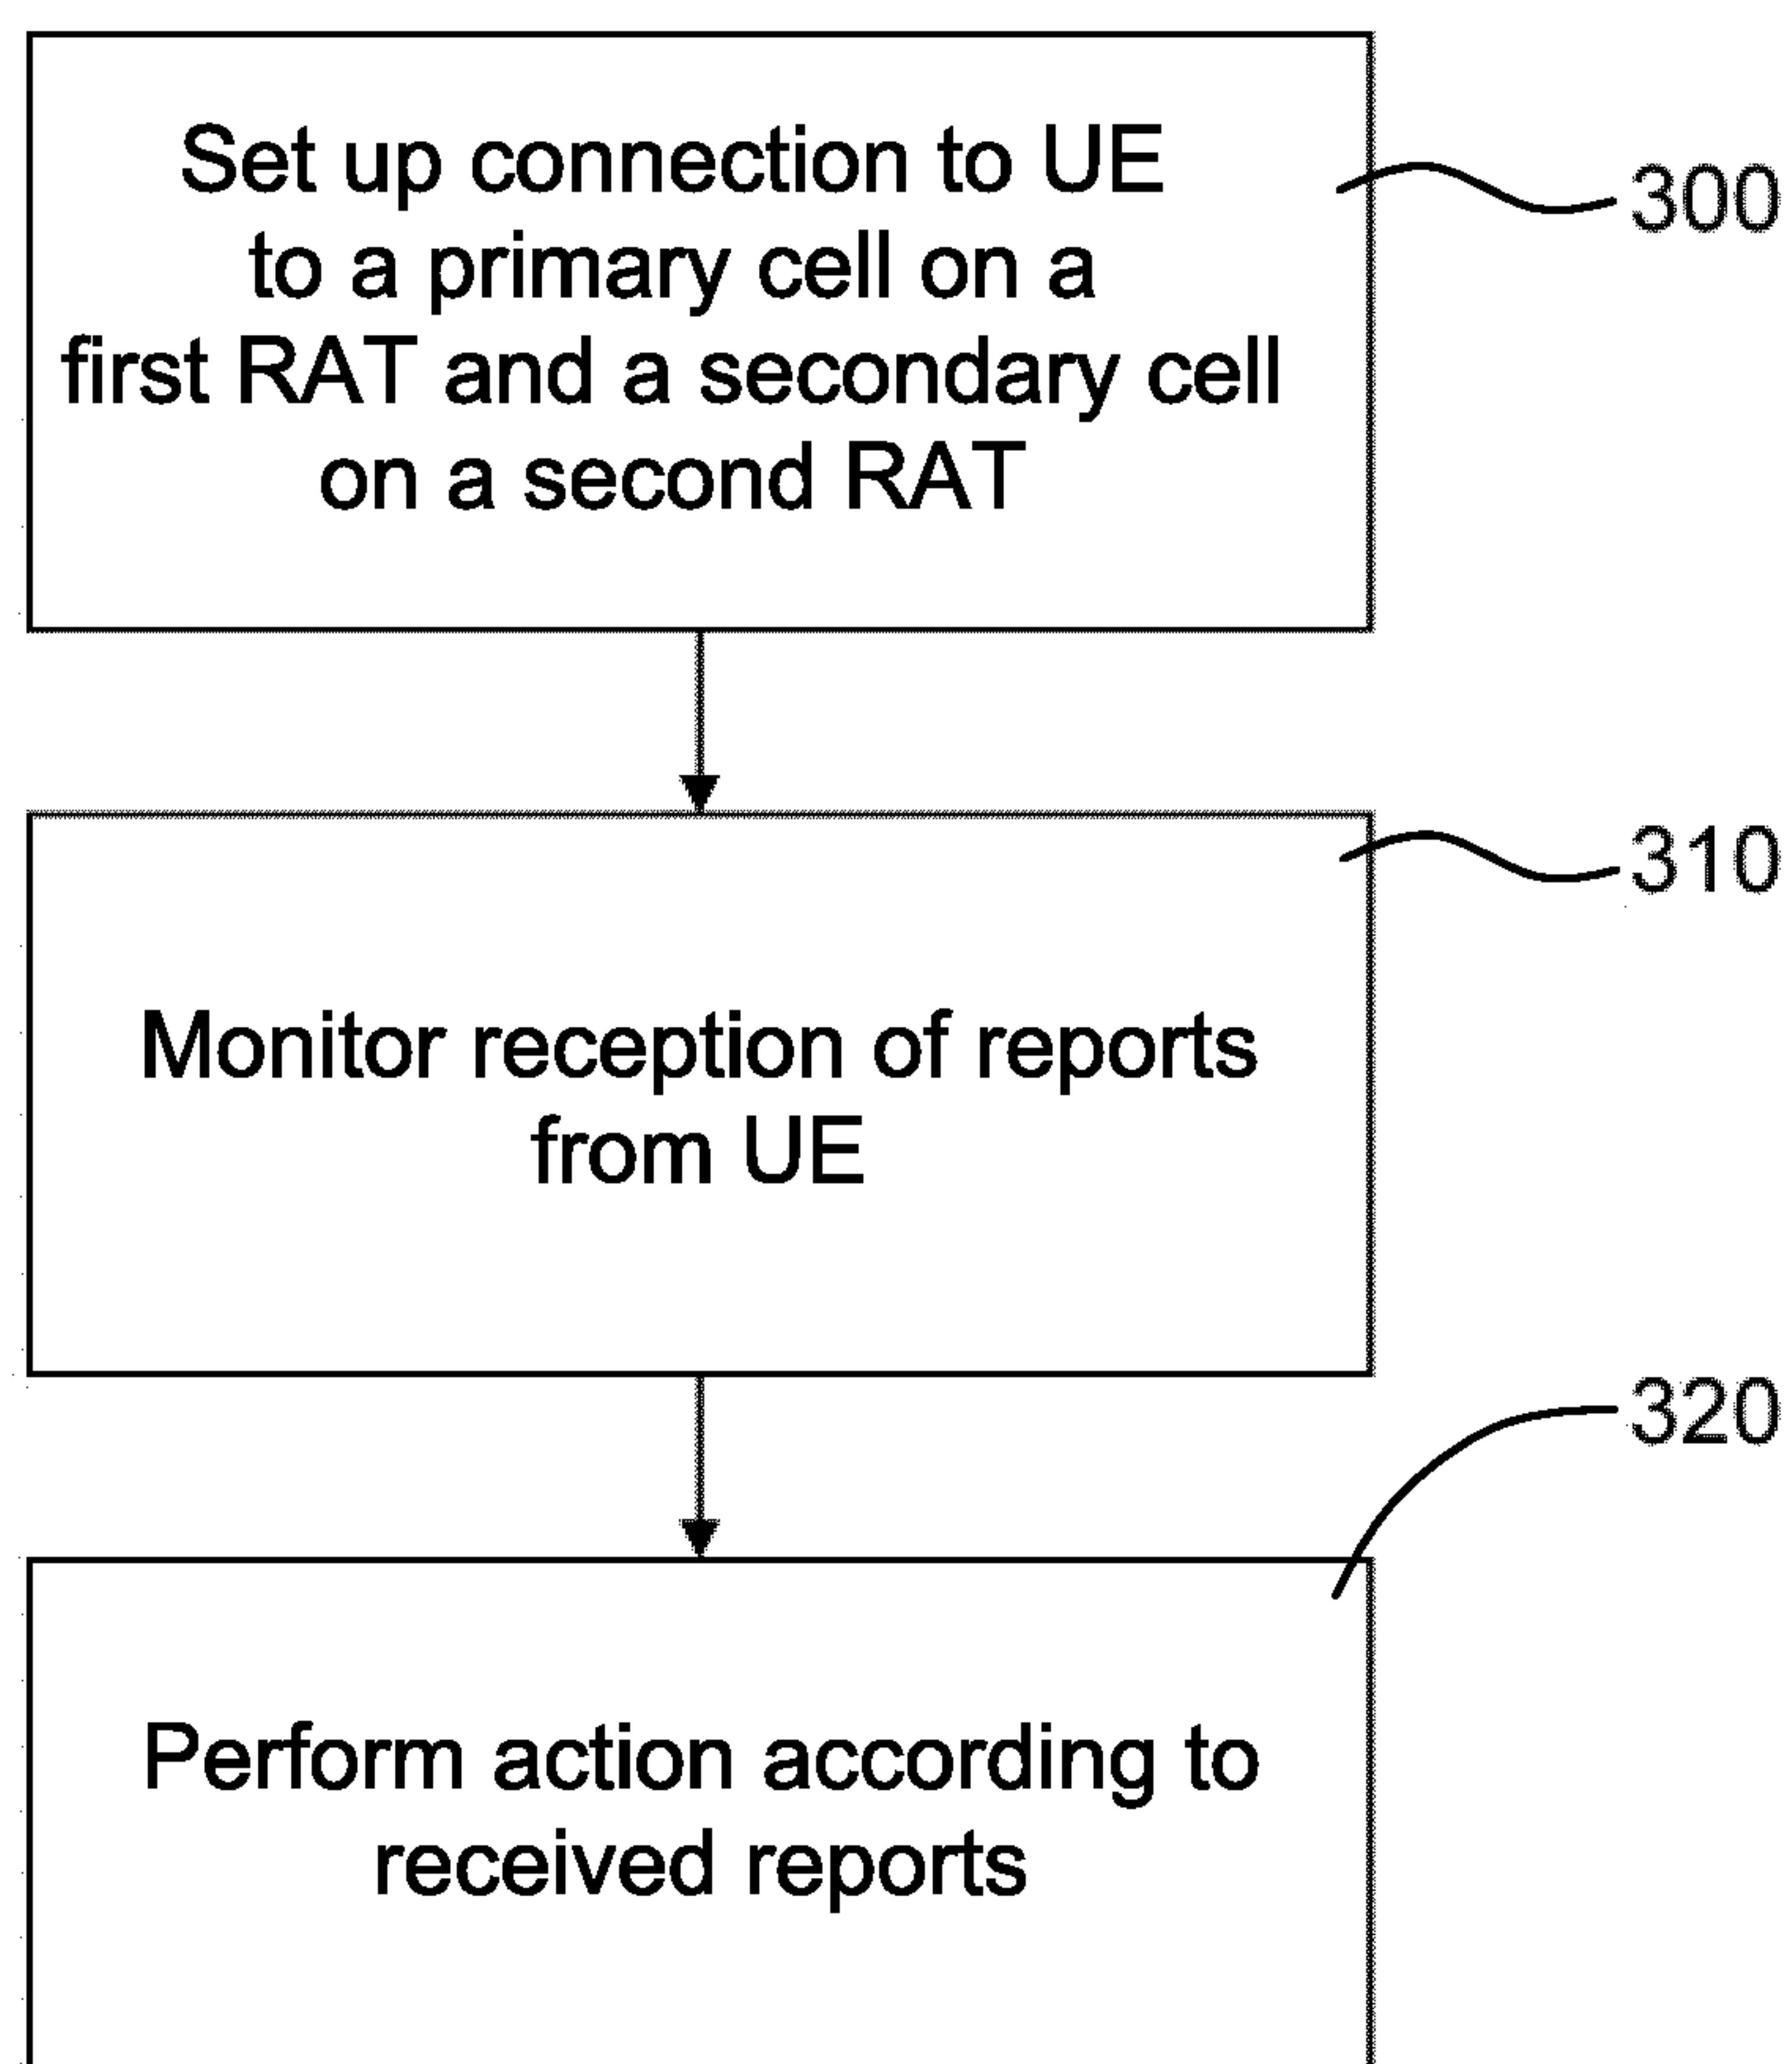 Set up connection to UE
to a primary cell on a
first RAT and a secondary cell
on a second RAT
300
310
Monitor reception of reports
from UE
320
Perform action according to
received reports